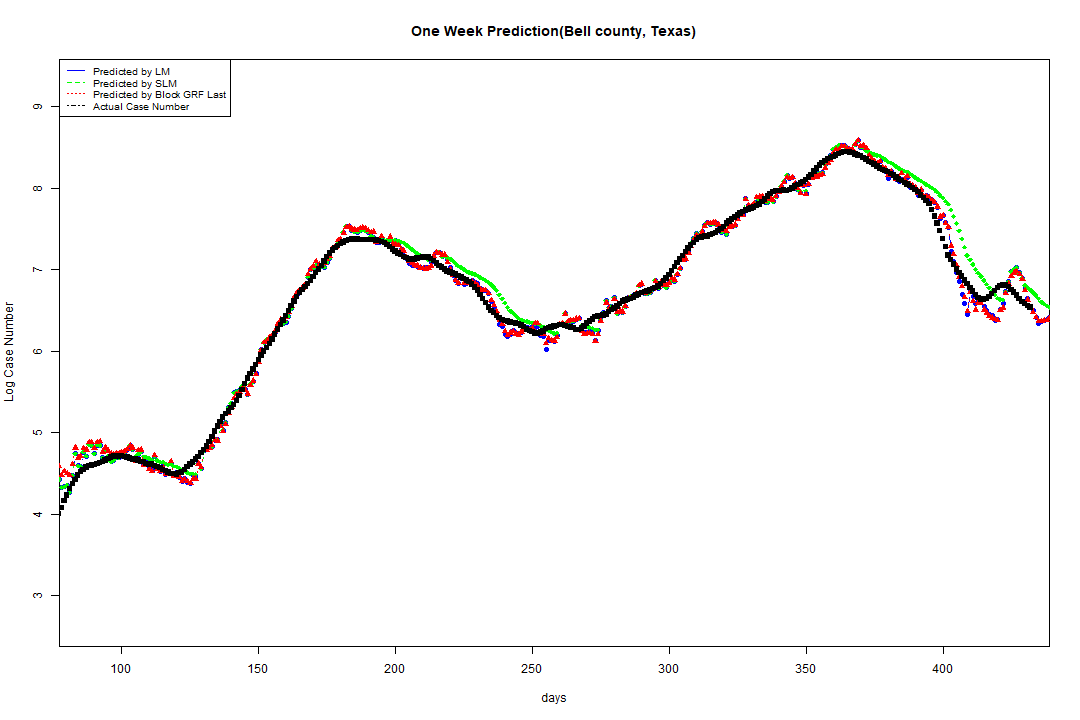 One Week Prediction(Bell county, Texas)
Predicted by LM
Predicted by SLM
Predicted by Block GRF Last
Actual Case Number
9
8
7
6
5
4
3
Log Case Number
100 150 200 250 300 350 400
days